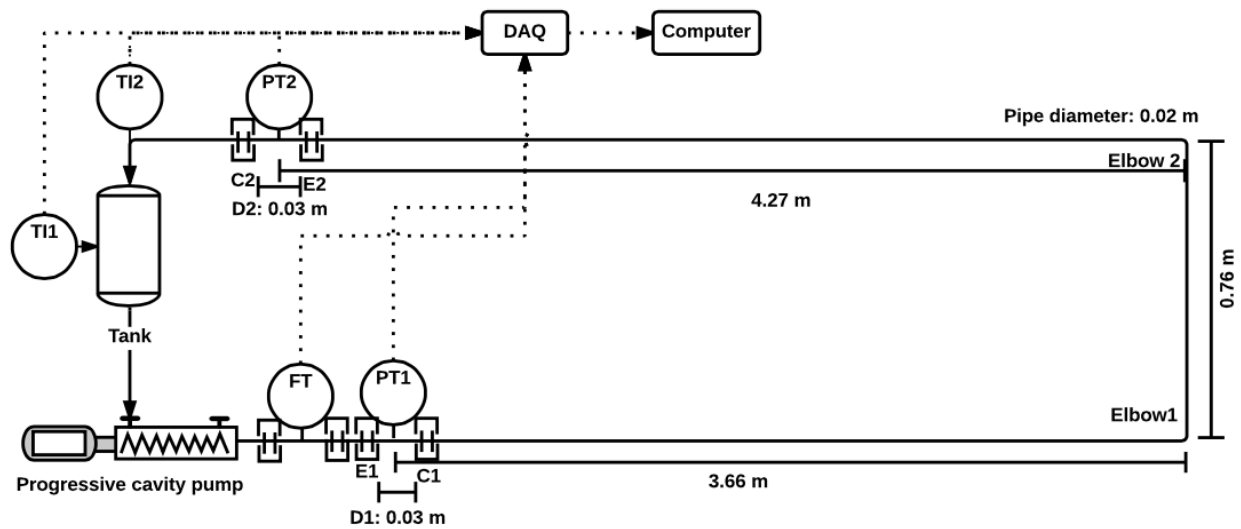 DAQ
Computer
TI2
PT2
Pipe diameter: 0.02 m
Elbow 2
C2
E2
D2: 0.03 m
4.27 m
TI1
0.76 m
Tank
FT
PT1
Elbow1
E1
C1
3.66 m
Progressive cavity pump
D1: 0.03 m